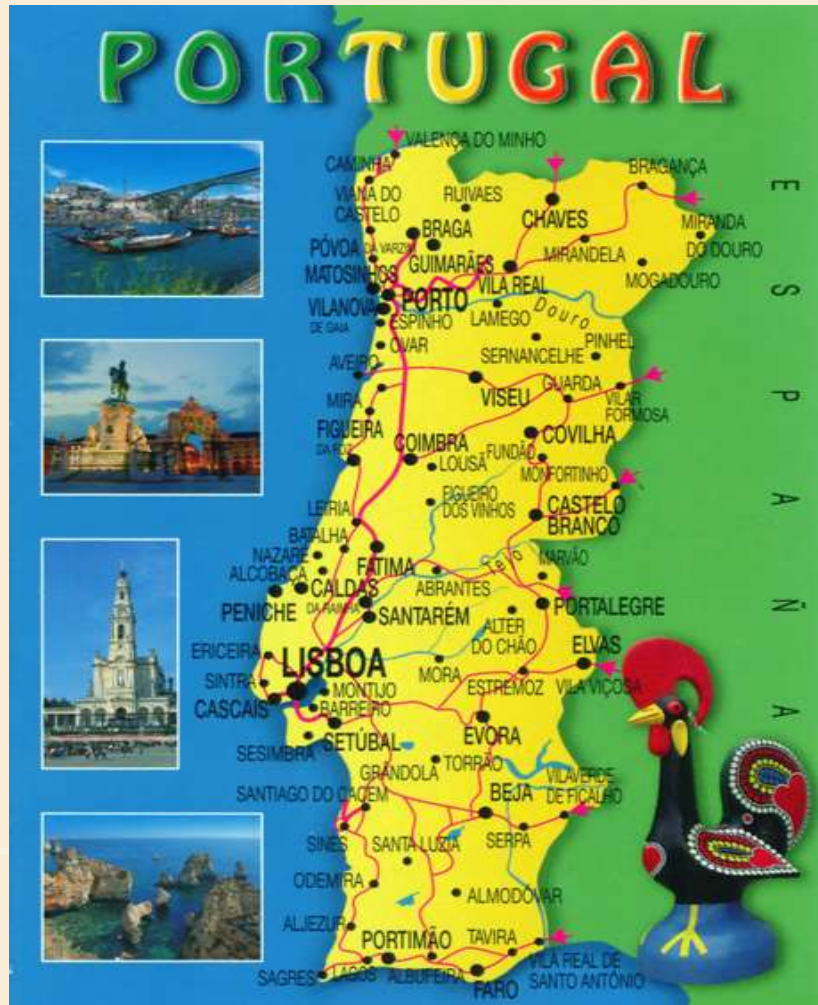 PORTUGAL
VALENÇA DO MINHO
CAMINHA
BRAGANÇA
VIANA DO
CASTELO
RUIVAES
CHAVES
BRAGA
MIRANDA
DO DOURO
PÓVOA
DA VARZIM
GUIMARÃES
MIRANDELA
MATOSINHOS
VILA REAL
MOGADOURO
PORTO
VILANOVA
DE GAIA
ESPINHO
LAMEGO
Douro
OVAR
SERNANCELHE
PINHEL
AVEIRO
VISEU
GUARDA
MIRA
VILAR
FORMOSA
FIGUEIRA
DA FOZ
COIMBRA
COVILHA
LOUSÃ
FUNDÃO
MONFORTINHO
FIGUEIRO
DOS VINHOS
CASTELO
BRANCO
LEIRIA
BATALHA
NAZARÉ
FATIMA
Tejo
MARVÃO
ALCOBAÇA
CALDAS
DA RAINHA
ABRANTES
PENICHE
SANTARÉM
PORTALEGRE
ALTER
DO CHÃO
ERICEIRA
LISBOA
ELVAS
SINTRA
MORA
ESTREMOZ
VILA VIÇOSA
CASCAIS
MONTIJO
BARREIRO
SETÚBAL
EVORA
SESIMBRA
GRÂNDOLA
TORRÃO
VILAVERDE
DE FICALHO
SANTIAGO DO CACEM
BEJA
SINES
SANTA LUZIA
SERPA
ODEMIRA
ALMODÓVAR
ALJEZUR
PORTIMÃO
TAVIRA
SAGRES
LAGOS
ALBUFEIRA
FARO
VILA REAL DE
SANTO ANTÓNIO
ESPAÑA